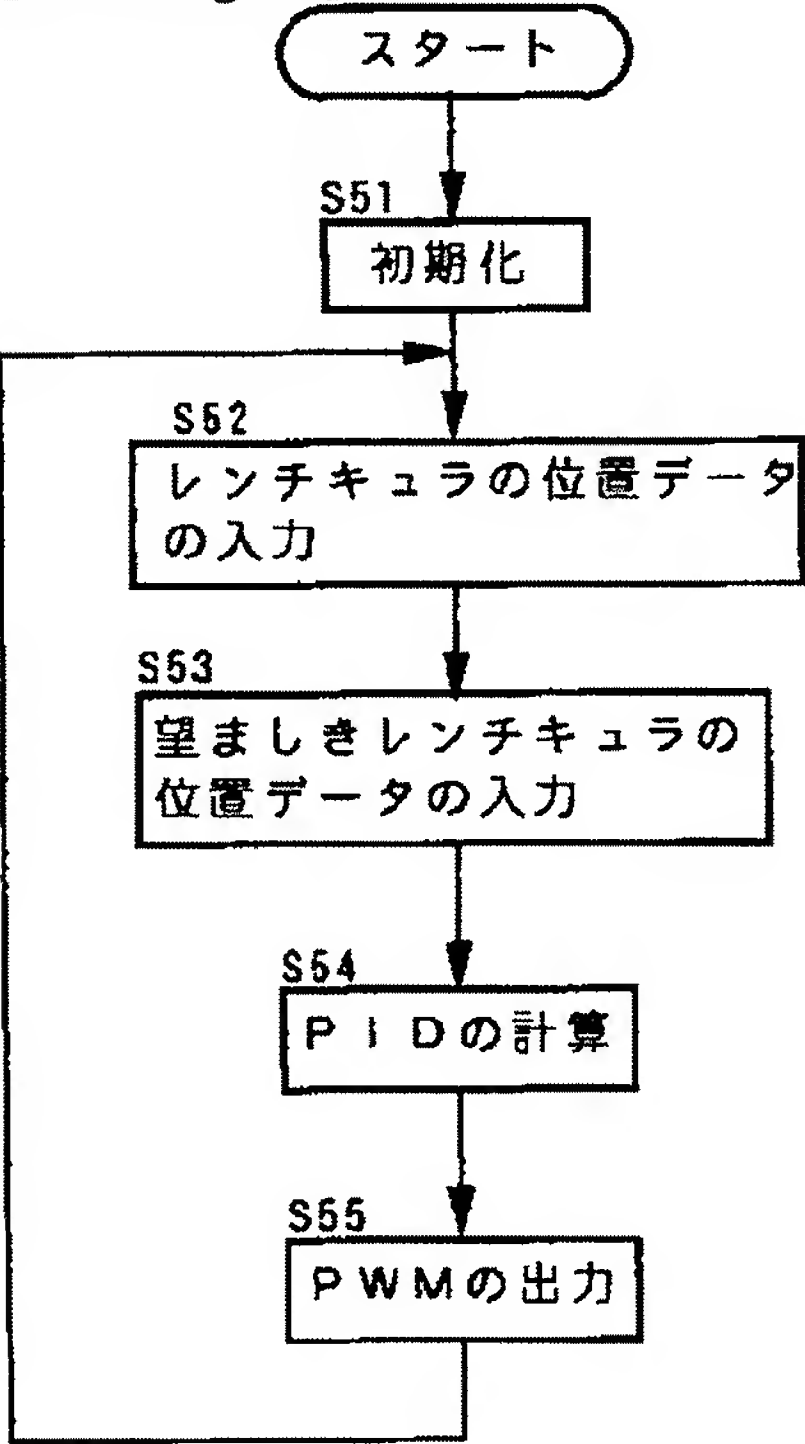 スタート
S51
初期化
S52
レンチキュラの位置データ
の入力
S53
望ましきレンチキュラの
位置データの入力
S54
PIDの計算
S55
PWMの出力